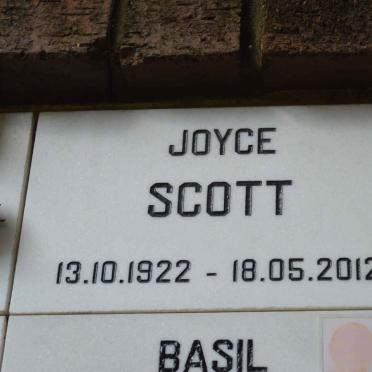 JOYCE
SCOTT
13.10.1922 - 18.05.2012
BASIL